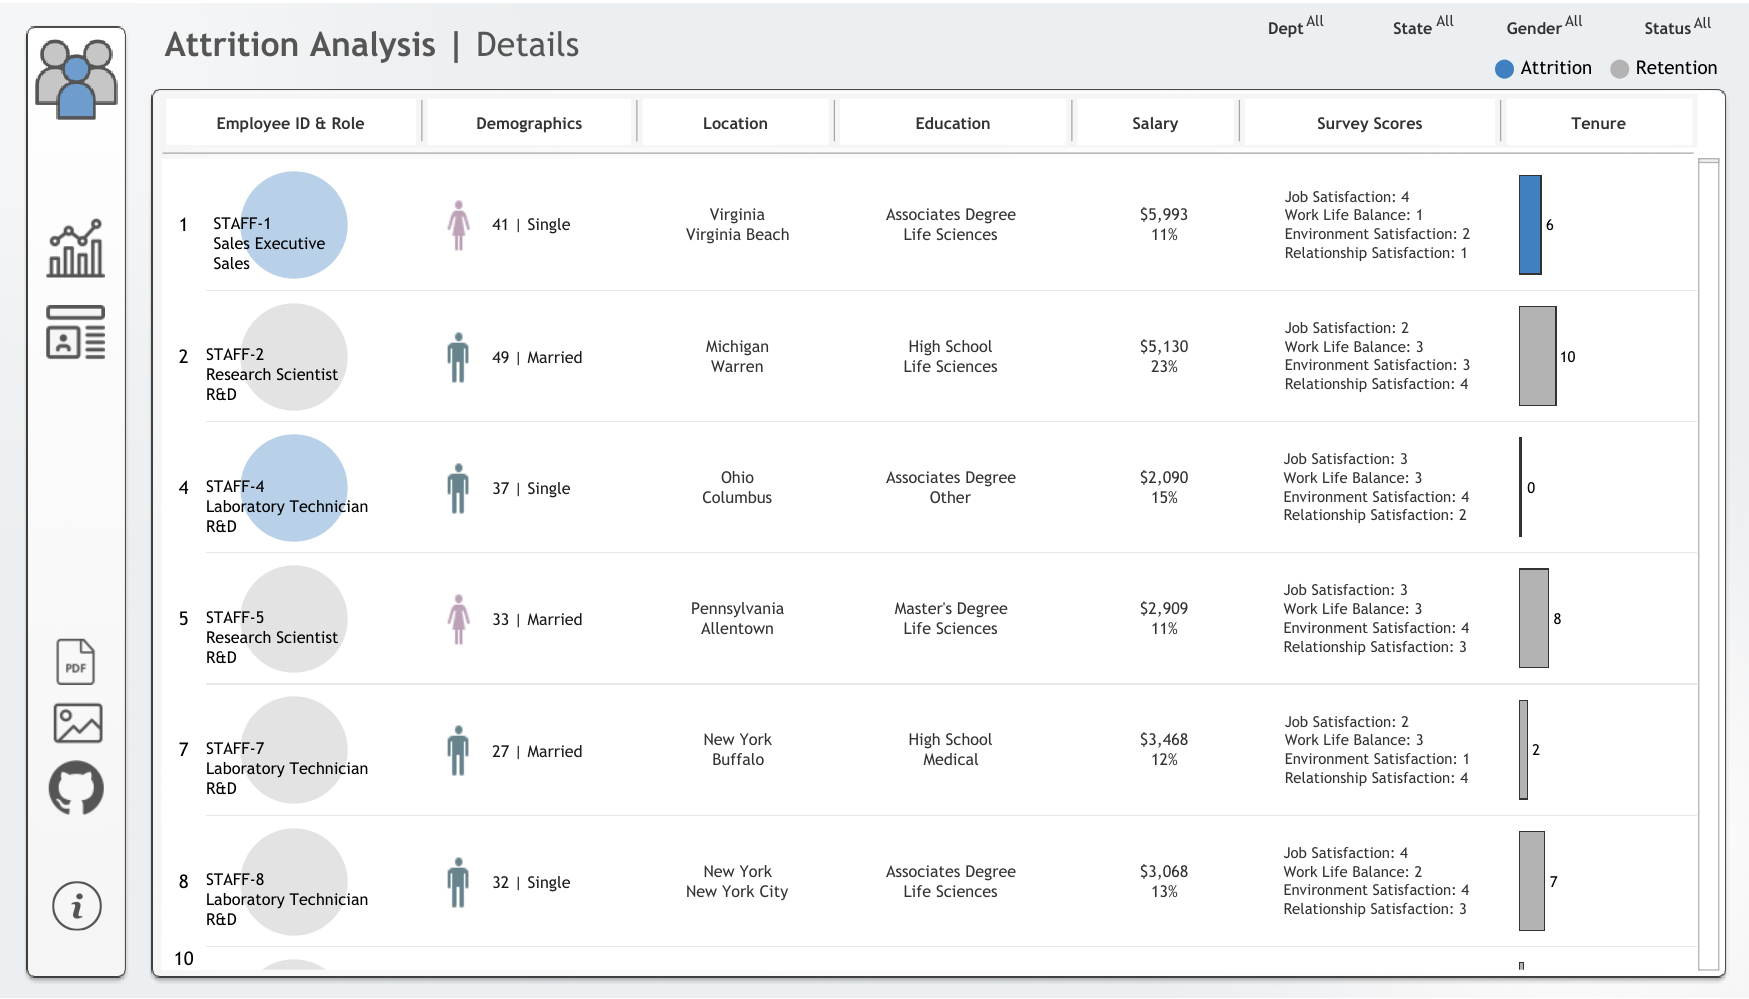 Attrition Analysis | Details
Dept All
State All
Gender All
Status All
Attrition
Retention
Employee ID & Role
Demographics
Location
Education
Salary
Survey Scores
Tenure
1
STAFF-1
Sales Executive
Sales
41 | Single
Virginia
Virginia Beach
Associates Degree
Life Sciences
$5,993
11%
Job Satisfaction: 4
Work Life Balance: 1
Environment Satisfaction: 2
Relationship Satisfaction: 1
6
2
STAFF-2
Research Scientist
R&D
49 | Married
Michigan
Warren
High School
Life Sciences
$5,130
23%
Job Satisfaction: 2
Work Life Balance: 3
Environment Satisfaction: 3
Relationship Satisfaction: 4
10
4
STAFF-4
Laboratory Technician
R&D
37 | Single
Ohio
Columbus
Associates Degree
Other
$2,090
15%
Job Satisfaction: 3
Work Life Balance: 3
Environment Satisfaction: 4
Relationship Satisfaction: 2
0
5
STAFF-5
Research Scientist
R&D
33 | Married
Pennsylvania
Allentown
Master's Degree
Life Sciences
$2,909
11%
Job Satisfaction: 3
Work Life Balance: 3
Environment Satisfaction: 4
Relationship Satisfaction: 3
8
7
STAFF-7
Laboratory Technician
R&D
27 | Married
New York
Buffalo
High School
Medical
$3,468
12%
Job Satisfaction: 2
Work Life Balance: 3
Environment Satisfaction: 1
Relationship Satisfaction: 4
2
8
STAFF-8
Laboratory Technician
R&D
32 | Single
New York
New York City
Associates Degree
Life Sciences
$3,068
13%
Job Satisfaction: 4
Work Life Balance: 2
Environment Satisfaction: 4
Relationship Satisfaction: 3
7
10
PDF
i